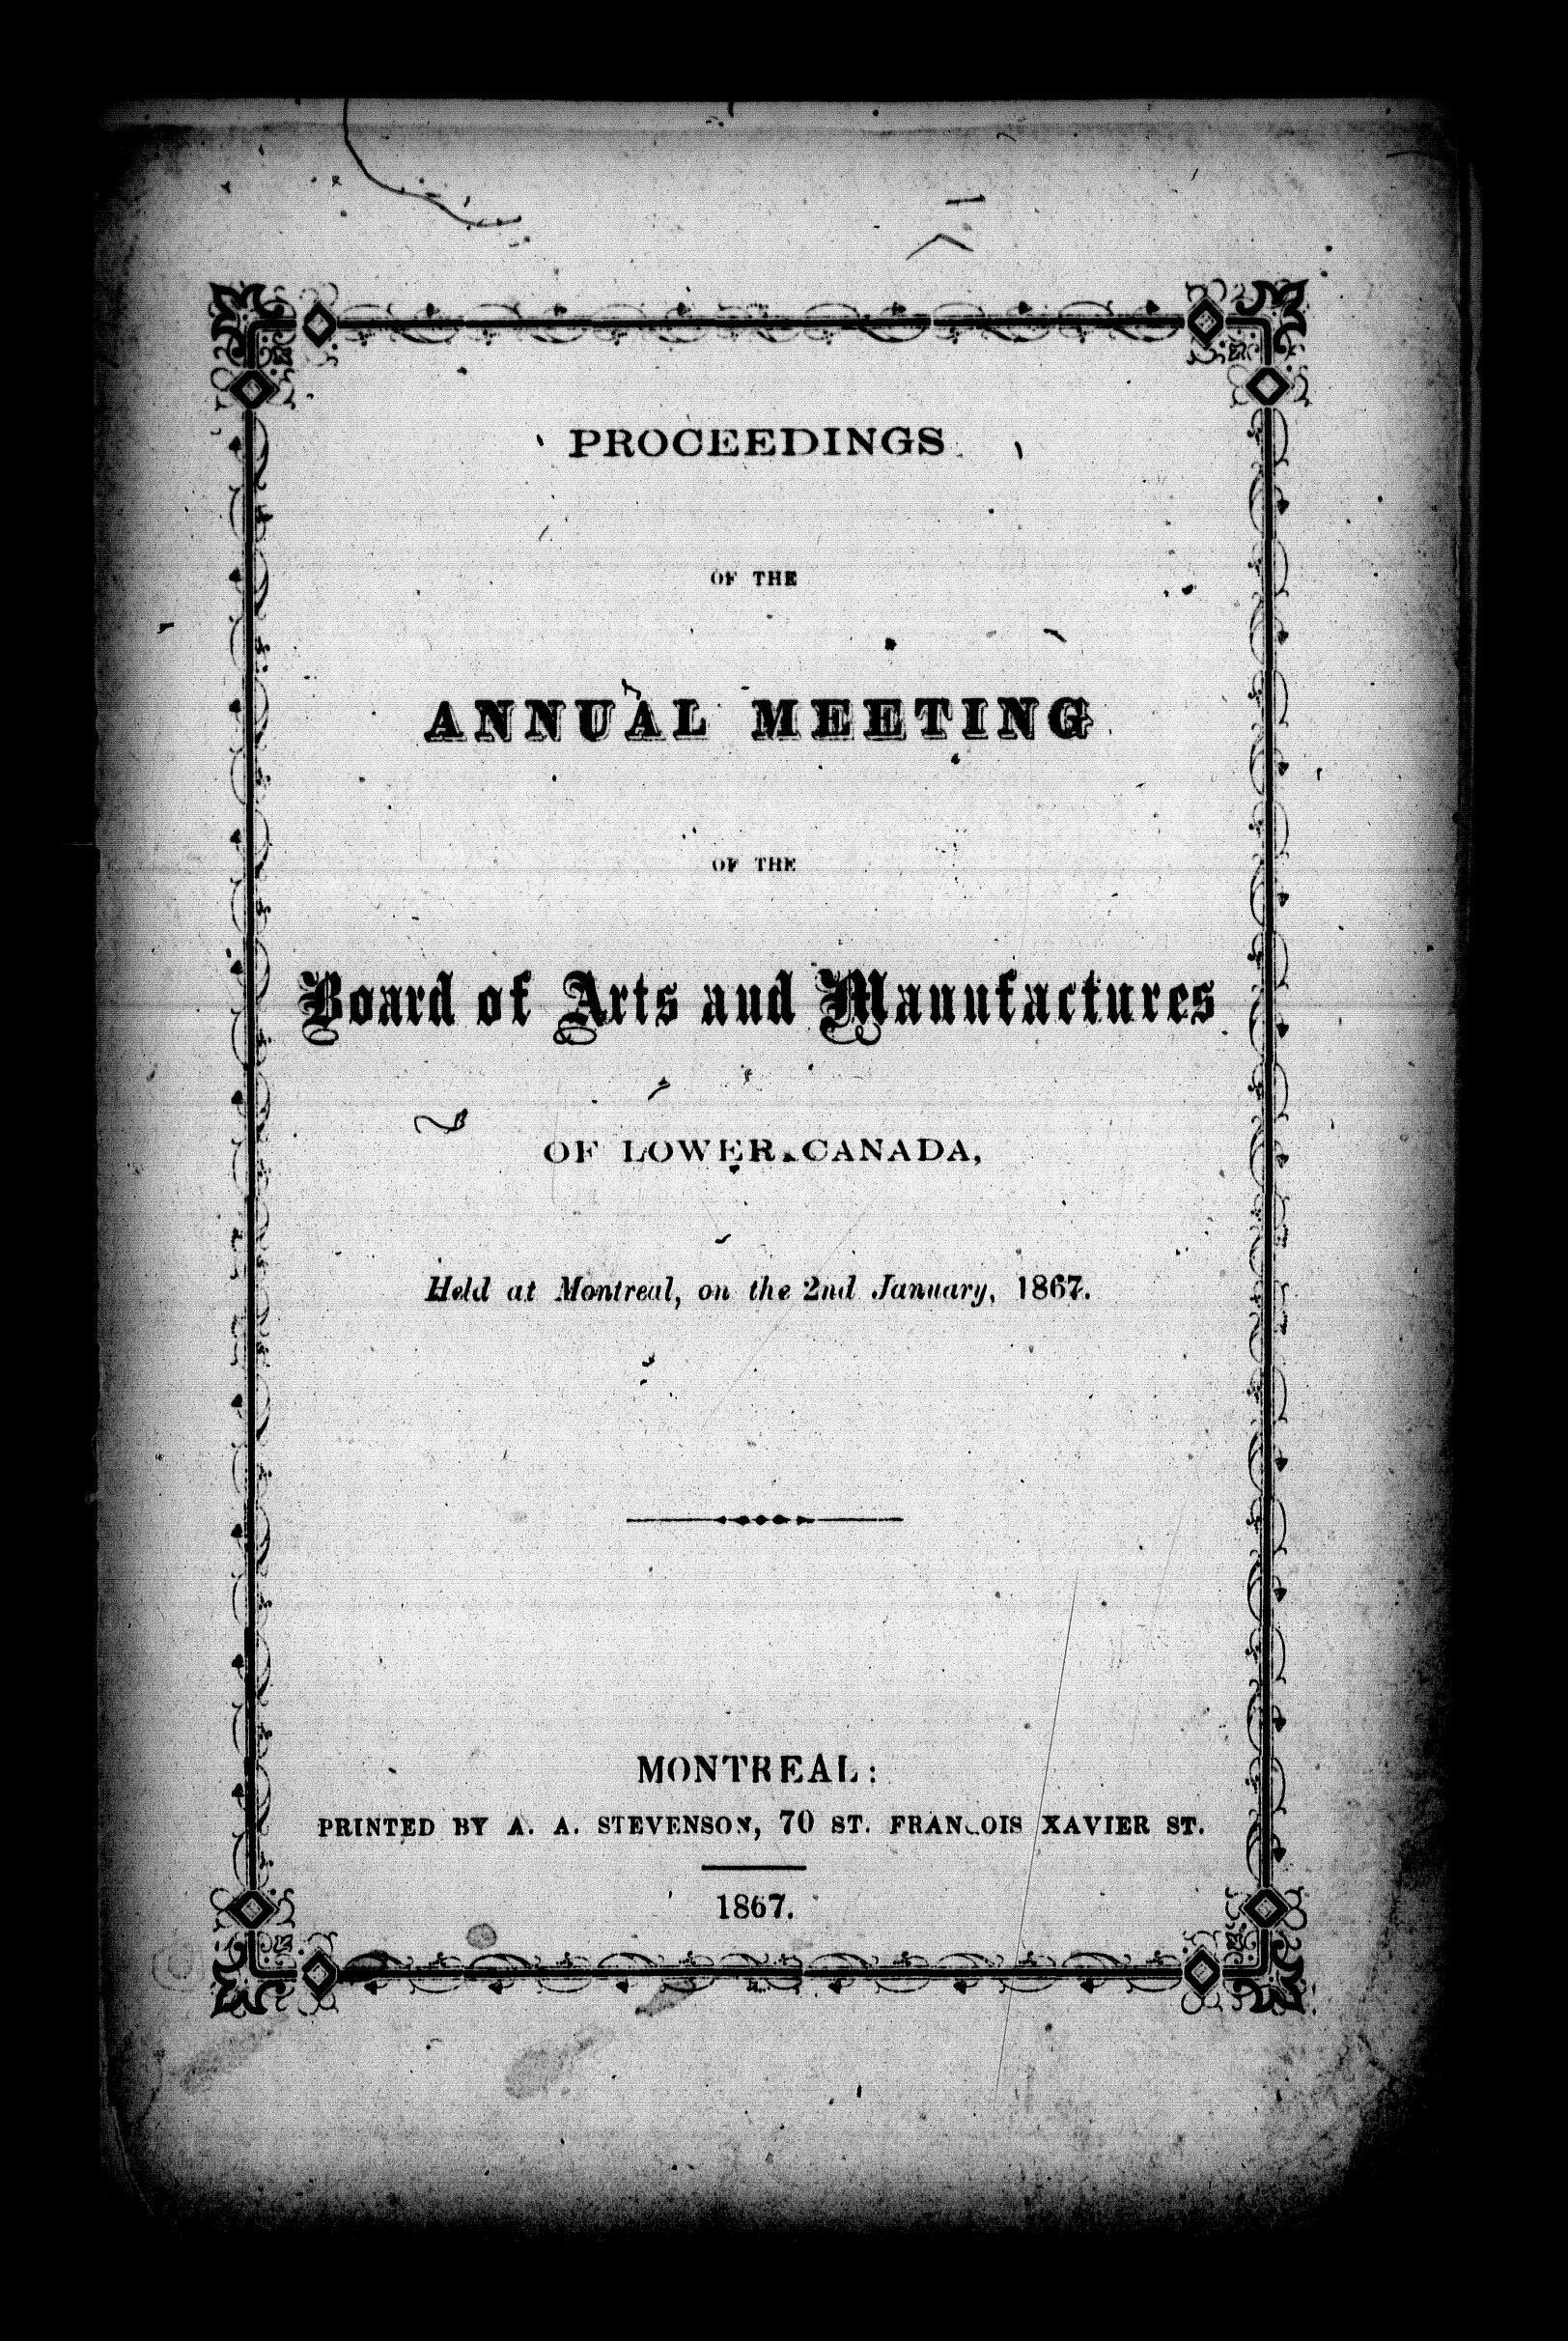 PROCEEDINGS
OF THE
ANNUAL MEETING
OF THE
Board of Arts and Manufactures
OF LOWER CANADA,
Held at Montreal, on the 2nd January, 1867.
MONTREAL:
PRINTED BY A. A. STEVENSON, 70 ST. FRANÇOIS XAVIER ST.
1867.